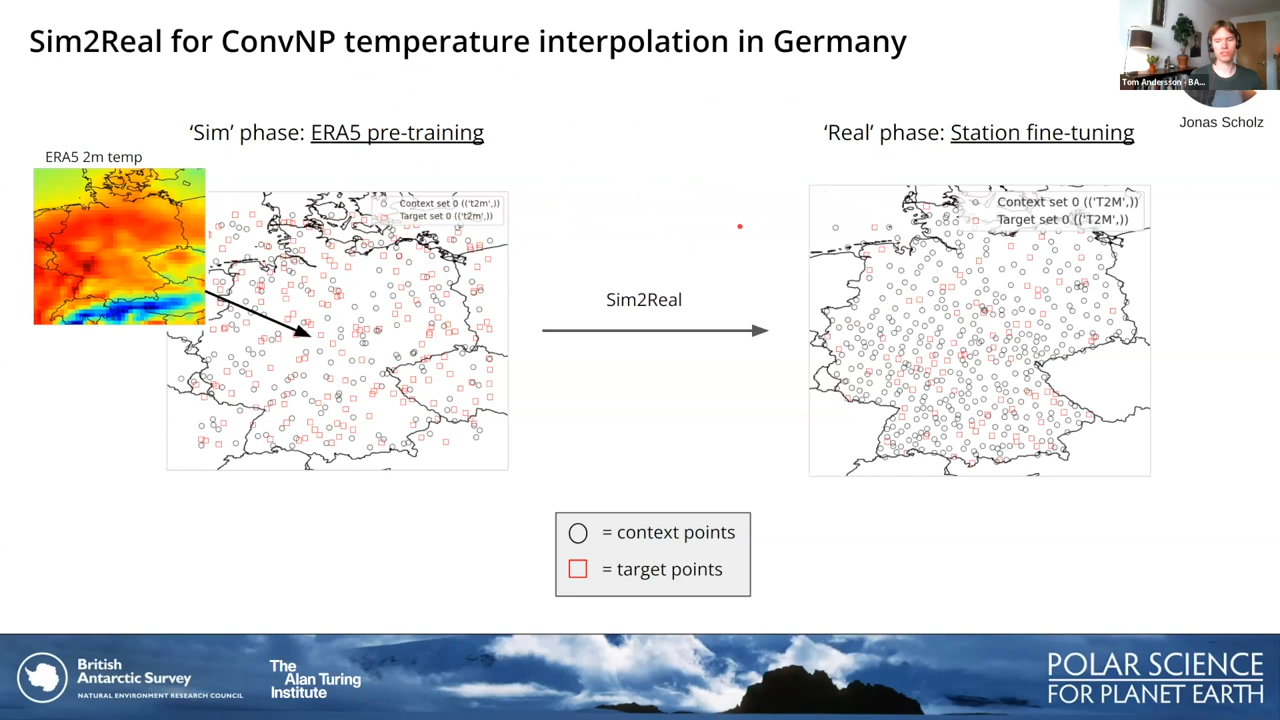 Sim2Real for ConvNP temperature interpolation in Germany
Tom Andersson - BA...
Jonas Scholz
‘Sim’ phase: ERA5 pre-training
‘Real’ phase: Station fine-tuning
ERA5 2m temp
Context set 0 (('t2m',))
Target set 0 (('t2m',))
Context set 0 (('T2M',))
Target set 0 (('T2M',))
Sim2Real
= context points
= target points
British
Antarctic Survey
NATURAL ENVIRONMENT RESEARCH COUNCIL
The
Alan Turing
Institute
POLAR SCIENCE
FOR PLANET EARTH